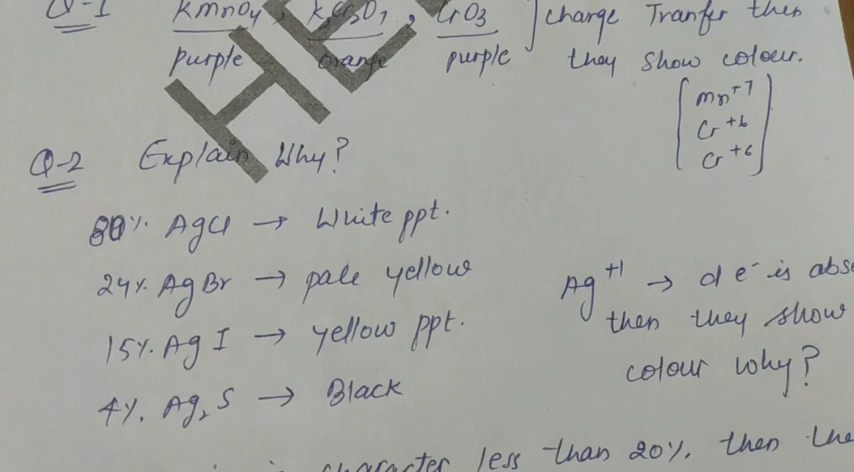 Q-1 KMnO4, K2Cr2O7, CrO3 ] charge Tranfer then
purple orange purple they show colour.
[Mn+7
Cr+6
Cr+6]
Q-2 Explain Why?
80%. AgCl → White ppt.
24%. AgBr → pale yellow
15%. AgI → yellow ppt.
4%. Ag2S → Black
Ag+1 → d e- is abse
then they show
colour why?
character less than 20%. then the